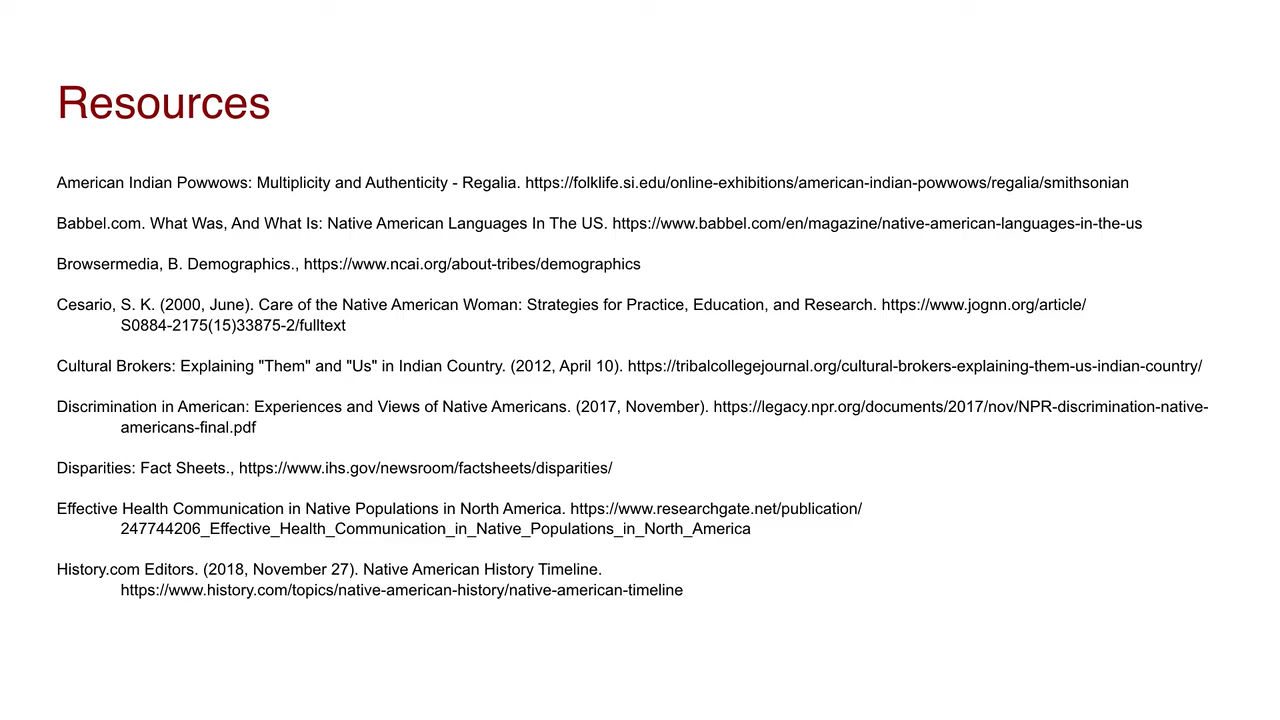 Resources
American Indian Powwows: Multiplicity and Authenticity - Regalia. https://folklife.si.edu/online-exhibitions/american-indian-powwows/regalia/smithsonian
Babbel.com. What Was, And What Is: Native American Languages In The US. https://www.babbel.com/en/magazine/native-american-languages-in-the-us
Browsermedia, B. Demographics., https://www.ncai.org/about-tribes/demographics
Cesario, S. K. (2000, June). Care of the Native American Woman: Strategies for Practice, Education, and Research. https://www.jognn.org/article/
S0884-2175(15)33875-2/fulltext
Cultural Brokers: Explaining "Them" and "Us" in Indian Country. (2012, April 10). https://tribalcollegejournal.org/cultural-brokers-explaining-them-us-indian-country/
Discrimination in American: Experiences and Views of Native Americans. (2017, November). https://legacy.npr.org/documents/2017/nov/NPR-discrimination-native-
americans-final.pdf
Disparities: Fact Sheets., https://www.ihs.gov/newsroom/factsheets/disparities/
Effective Health Communication in Native Populations in North America. https://www.researchgate.net/publication/
247744206_Effective_Health_Communication_in_Native_Populations_in_North_America
History.com Editors. (2018, November 27). Native American History Timeline.
https://www.history.com/topics/native-american-history/native-american-timeline